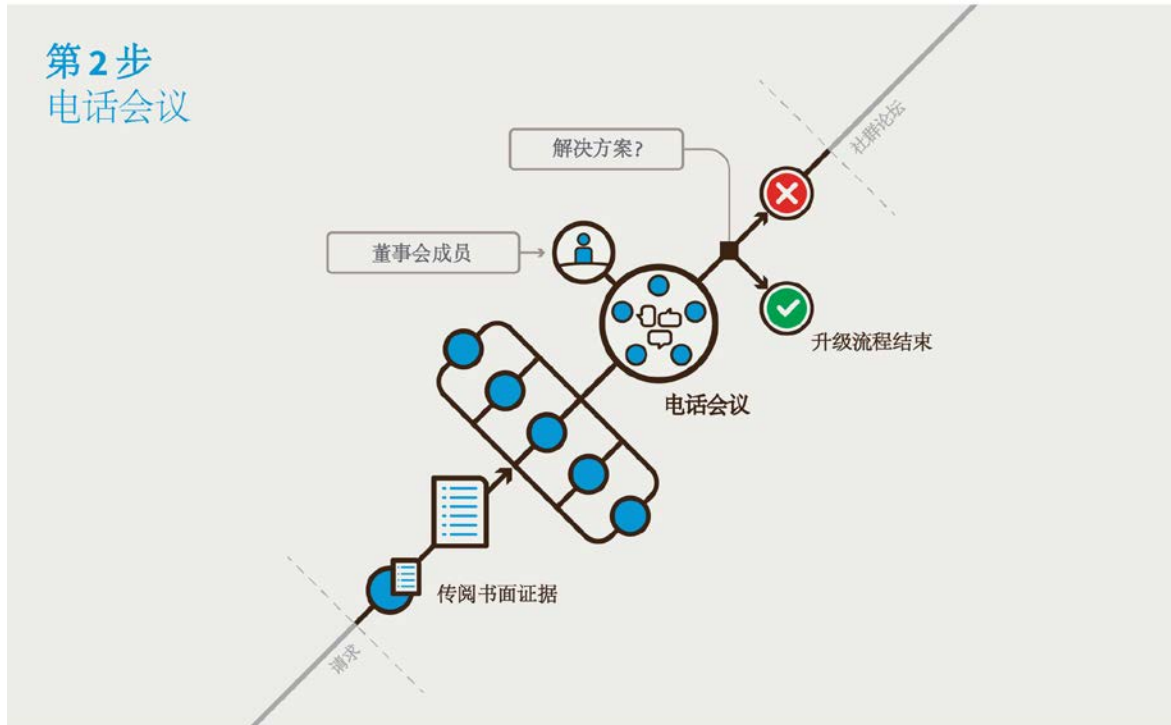 第 2 步
电话会议
社群论坛
解决方案?
董事会成员
升级流程结束
电话会议
传阅书面证据
请求